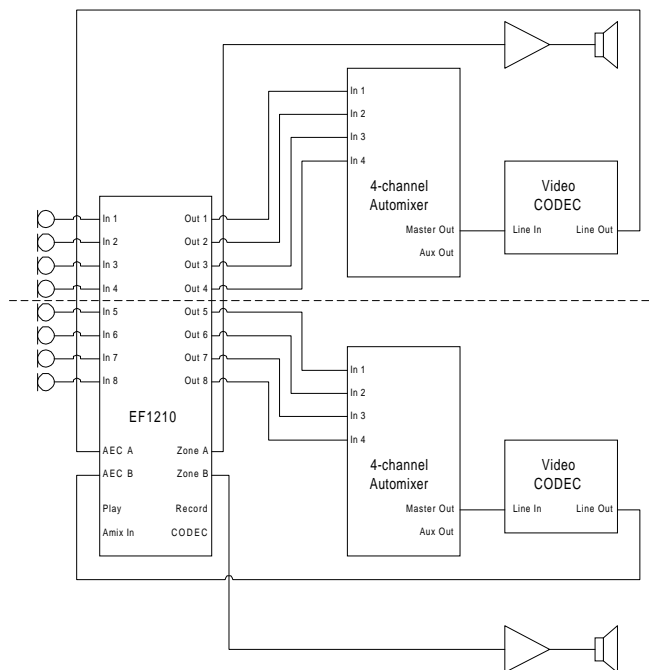 In 1
In 2
In 3
In 4
4-channel
Automixer
Master Out
Aux Out
Video
CODEC
Line In Line Out
In 1 Out 1
In 2 Out 2
In 3 Out 3
In 4 Out 4
In 5 Out 5
In 6 Out 6
In 7 Out 7
In 8 Out 8
EF1210
AEC A Zone A
AEC B Zone B
Play Record
Amix In CODEC
In 1
In 2
In 3
In 4
4-channel
Automixer
Master Out
Aux Out
Video
CODEC
Line In Line Out